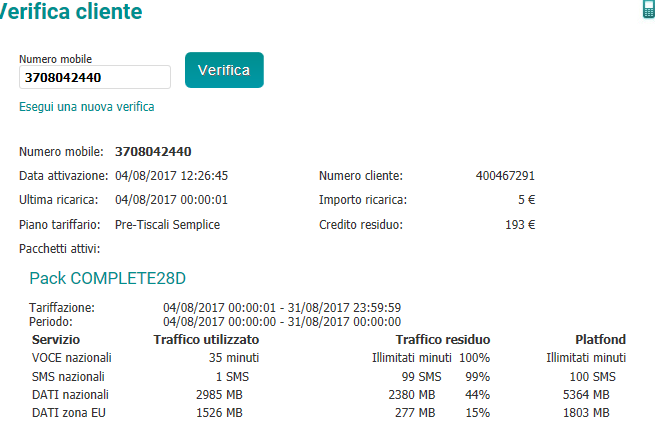 Verifica cliente
Numero mobile
3708042440 Verifica
Esegui una nuova verifica
Numero mobile: 3708042440
Data attivazione: 04/08/2017 12:26:45 Numero cliente: 400467291
Ultima ricarica: 04/08/2017 00:00:01 Importo ricarica: 5 €
Piano tariffario: Pre-Tiscali Semplice Credito residuo: 193 €
Pacchetti attivi:
Pack COMPLETE28D
Tariffazione: 04/08/2017 00:00:01 - 31/08/2017 23:59:59
Periodo: 04/08/2017 00:00:00 - 31/08/2017 00:00:00
Servizio Traffico utilizzato Traffico residuo Platfond
VOCE nazionali 35 minuti Illimitati minuti 100% Illimitati minuti
SMS nazionali 1 SMS 99 SMS 99% 100 SMS
DATI nazionali 2985 MB 2380 MB 44% 5364 MB
DATI zona EU 1526 MB 277 MB 15% 1803 MB